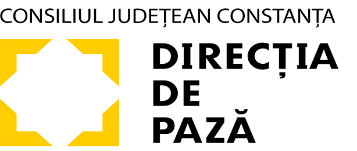 CONSILIUL JUDEȚEAN CONSTANȚA
DIRECȚIA
DE
PAZĂ